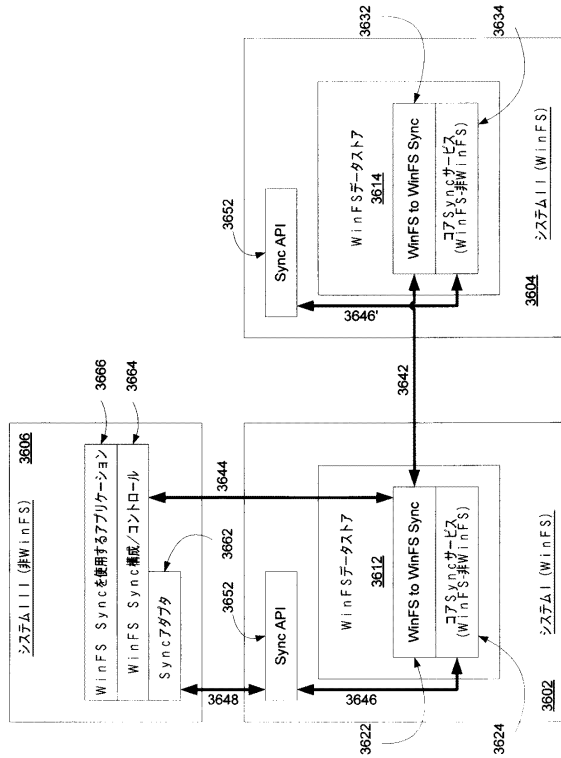 システムIII (非WinFS)
3606
WinFS Syncを使用するアプリケーション
3666
WinFS Sync構成/コントロール
3664
Syncアダプタ
3662
3648
3644
3652
Sync API
3646
WinFSデータストア
3612
WinFS to WinFS Sync
3622
コアSyncサービス
(WinFS-非WinFS)
3624
システムI (WinFS)
3602
3642
3652
Sync API
3646'
WinFSデータストア
3614
WinFS to WinFS Sync
3632
コアSyncサービス
(WinFS-非WinFS)
3634
システムII (WinFS)
3604